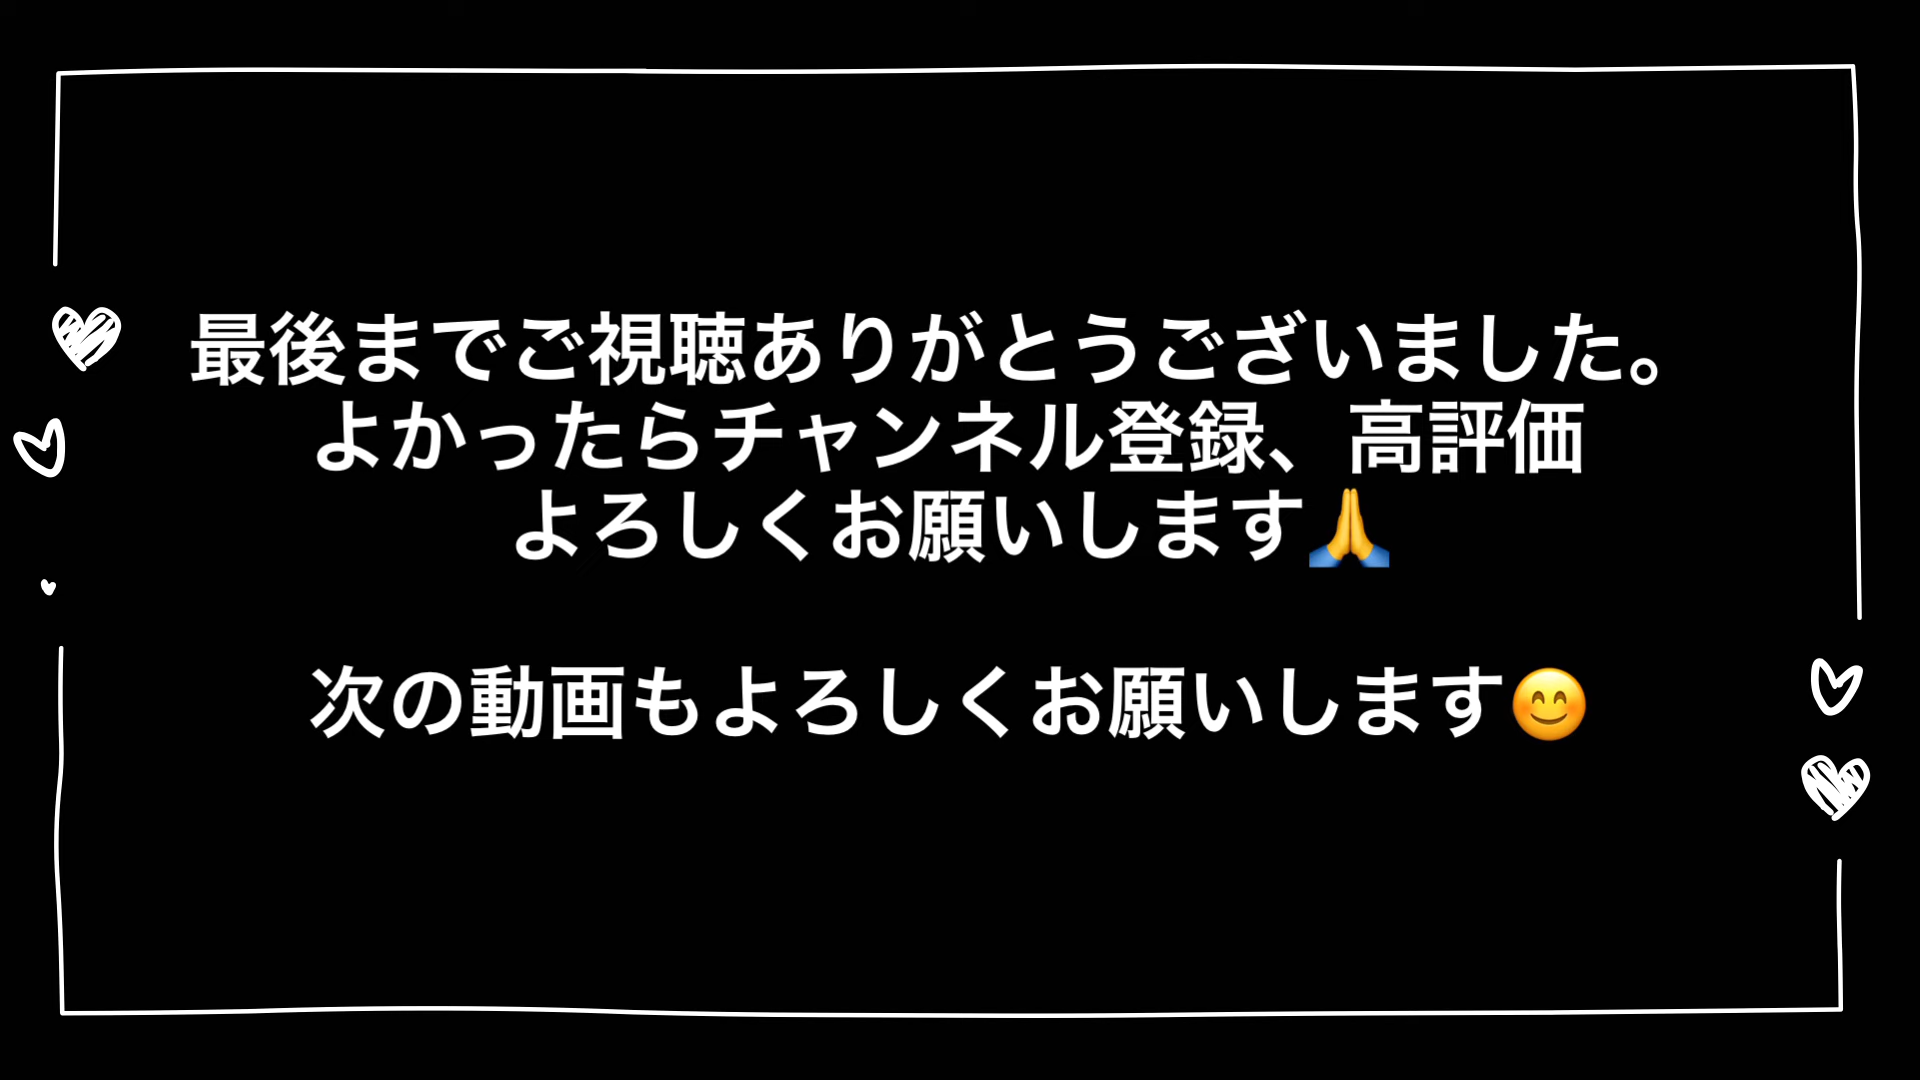 最後までご視聴ありがとうございました。
よかったらチャンネル登録、高評価
よろしくお願いします🙏
次の動画もよろしくお願いします😊